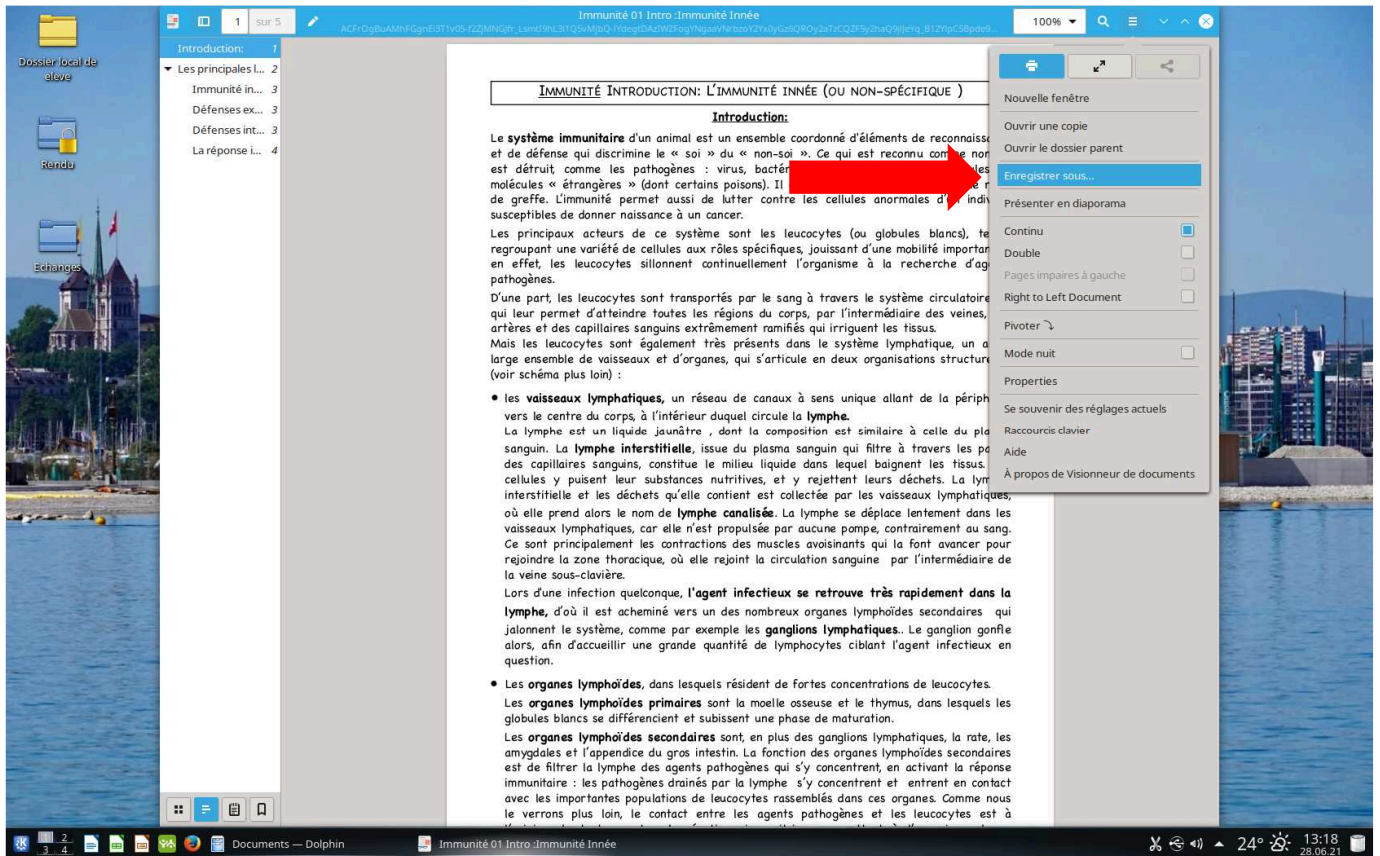 1 sur 5
Immunité 01 Intro :Immunité Innée
100%
Dossier local de
eleve
Rendu
Echanges
Introduction: 1
Les principales l... 2
Immunité in... 3
Défenses ex... 3
Défenses int... 3
La réponse i... 4
IMMUNITÉ INTRODUCTION: L'IMMUNITÉ INNÉE (OU NON-SPÉCIFIQUE )
Introduction:
Le système immunitaire d'un animal est un ensemble coordonné d'éléments de
et de défense qui discrimine le « soi » du « non-soi ». Ce qui est reconnu
est détruit, comme les pathogènes : virus,
molécules « étrangères » (dont certains poisons). Il
de greffe. L'immunité permet aussi de lutter contre les cellules anormales
susceptibles de donner naissance à un cancer.
Les principaux acteurs de ce système sont les leucocytes (ou globules blancs),
regroupant une variété de cellules aux rôles spécifiques, jouissant d'une mobilité
en effet, les leucocytes sillonnent continuellement l'organisme à la recherche
pathogènes.
D'une part, les leucocytes sont transportés par le sang à travers le système circulatoire
qui leur permet d'atteindre toutes les régions du corps, par l'intermédiaire des veines,
artères et des capillaires sanguins extrêmement ramifiés qui irriguent les tissus.
Mais les leucocytes sont également très présents dans le système lymphatique, un
large ensemble de vaisseaux et d'organes, qui s'articule en deux organisations
(voir schéma plus loin) :
• les vaisseaux lymphatiques, un réseau de canaux à sens unique allant de la
vers le centre du corps, à l'intérieur duquel circule la lymphe.
La lymphe est un liquide jaunâtre , dont la composition est similaire à celle du
sanguin. La lymphe interstitielle, issue du plasma sanguin qui filtre à travers les
des capillaires sanguins, constitue le milieu liquide dans lequel baignent les tissus.
cellules y puisent leur substances nutritives, et y rejettent leurs déchets. La
interstitielle et les déchets qu'elle contient est collectée par les vaisseaux lymphatiques,
où elle prend alors le nom de lymphe canalisée. La lymphe se déplace lentement dans les
vaisseaux lymphatiques, car elle n'est propulsée par aucune pompe, contrairement au sang.
Ce sont principalement les contractions des muscles avoisinants qui la font avancer pour
rejoindre la zone thoracique, où elle rejoint la circulation sanguine par l'intermédiaire de
la veine sous-clavière.
Lors d'une infection quelconque, l'agent infectieux se retrouve très rapidement dans la
lymphe, d'où il est acheminé vers un des nombreux organes lymphoïdes secondaires qui
jalonnent le système, comme par exemple les ganglions lymphatiques.. Le ganglion gonfle
alors, afin d'accueillir une grande quantité de lymphocytes ciblant l'agent infectieux en
question.
• Les organes lymphoïdes, dans lesquels résident de fortes concentrations de leucocytes.
Les organes lymphoïdes primaires sont la moelle osseuse et le thymus, dans lesquels les
globules blancs se différencient et subissent une phase de maturation.
Les organes lymphoïdes secondaires sont, en plus des ganglions lymphatiques, la rate, les
amygdales et l'appendice du gros intestin. La fonction des organes lymphoïdes secondaires
est de filtrer la lymphe des agents pathogènes qui s'y concentrent, en activant la réponse
immunitaire : les pathogènes drainés par la lymphe s'y concentrent et entrent en contact
avec les importantes populations de leucocytes rassemblés dans ces organes. Comme nous
le verrons plus loin, le contact entre les agents pathogènes et les leucocytes est à
Nouvelle fenêtre
Ouvrir une copie
Ouvrir le dossier parent
Enregistrer sous...
Présenter en diaporama
Continu
Double
Pages impaires à gauche
Right to Left Document
Pivoter
Mode nuit
Properties
Se souvenir des réglages actuels
Raccourcis clavier
Aide
À propos de Visionneur de documents
1 2
3 4
Documents — Dolphin
Immunité 01 Intro :Immunité Innée
24°
13:18
28.06.21